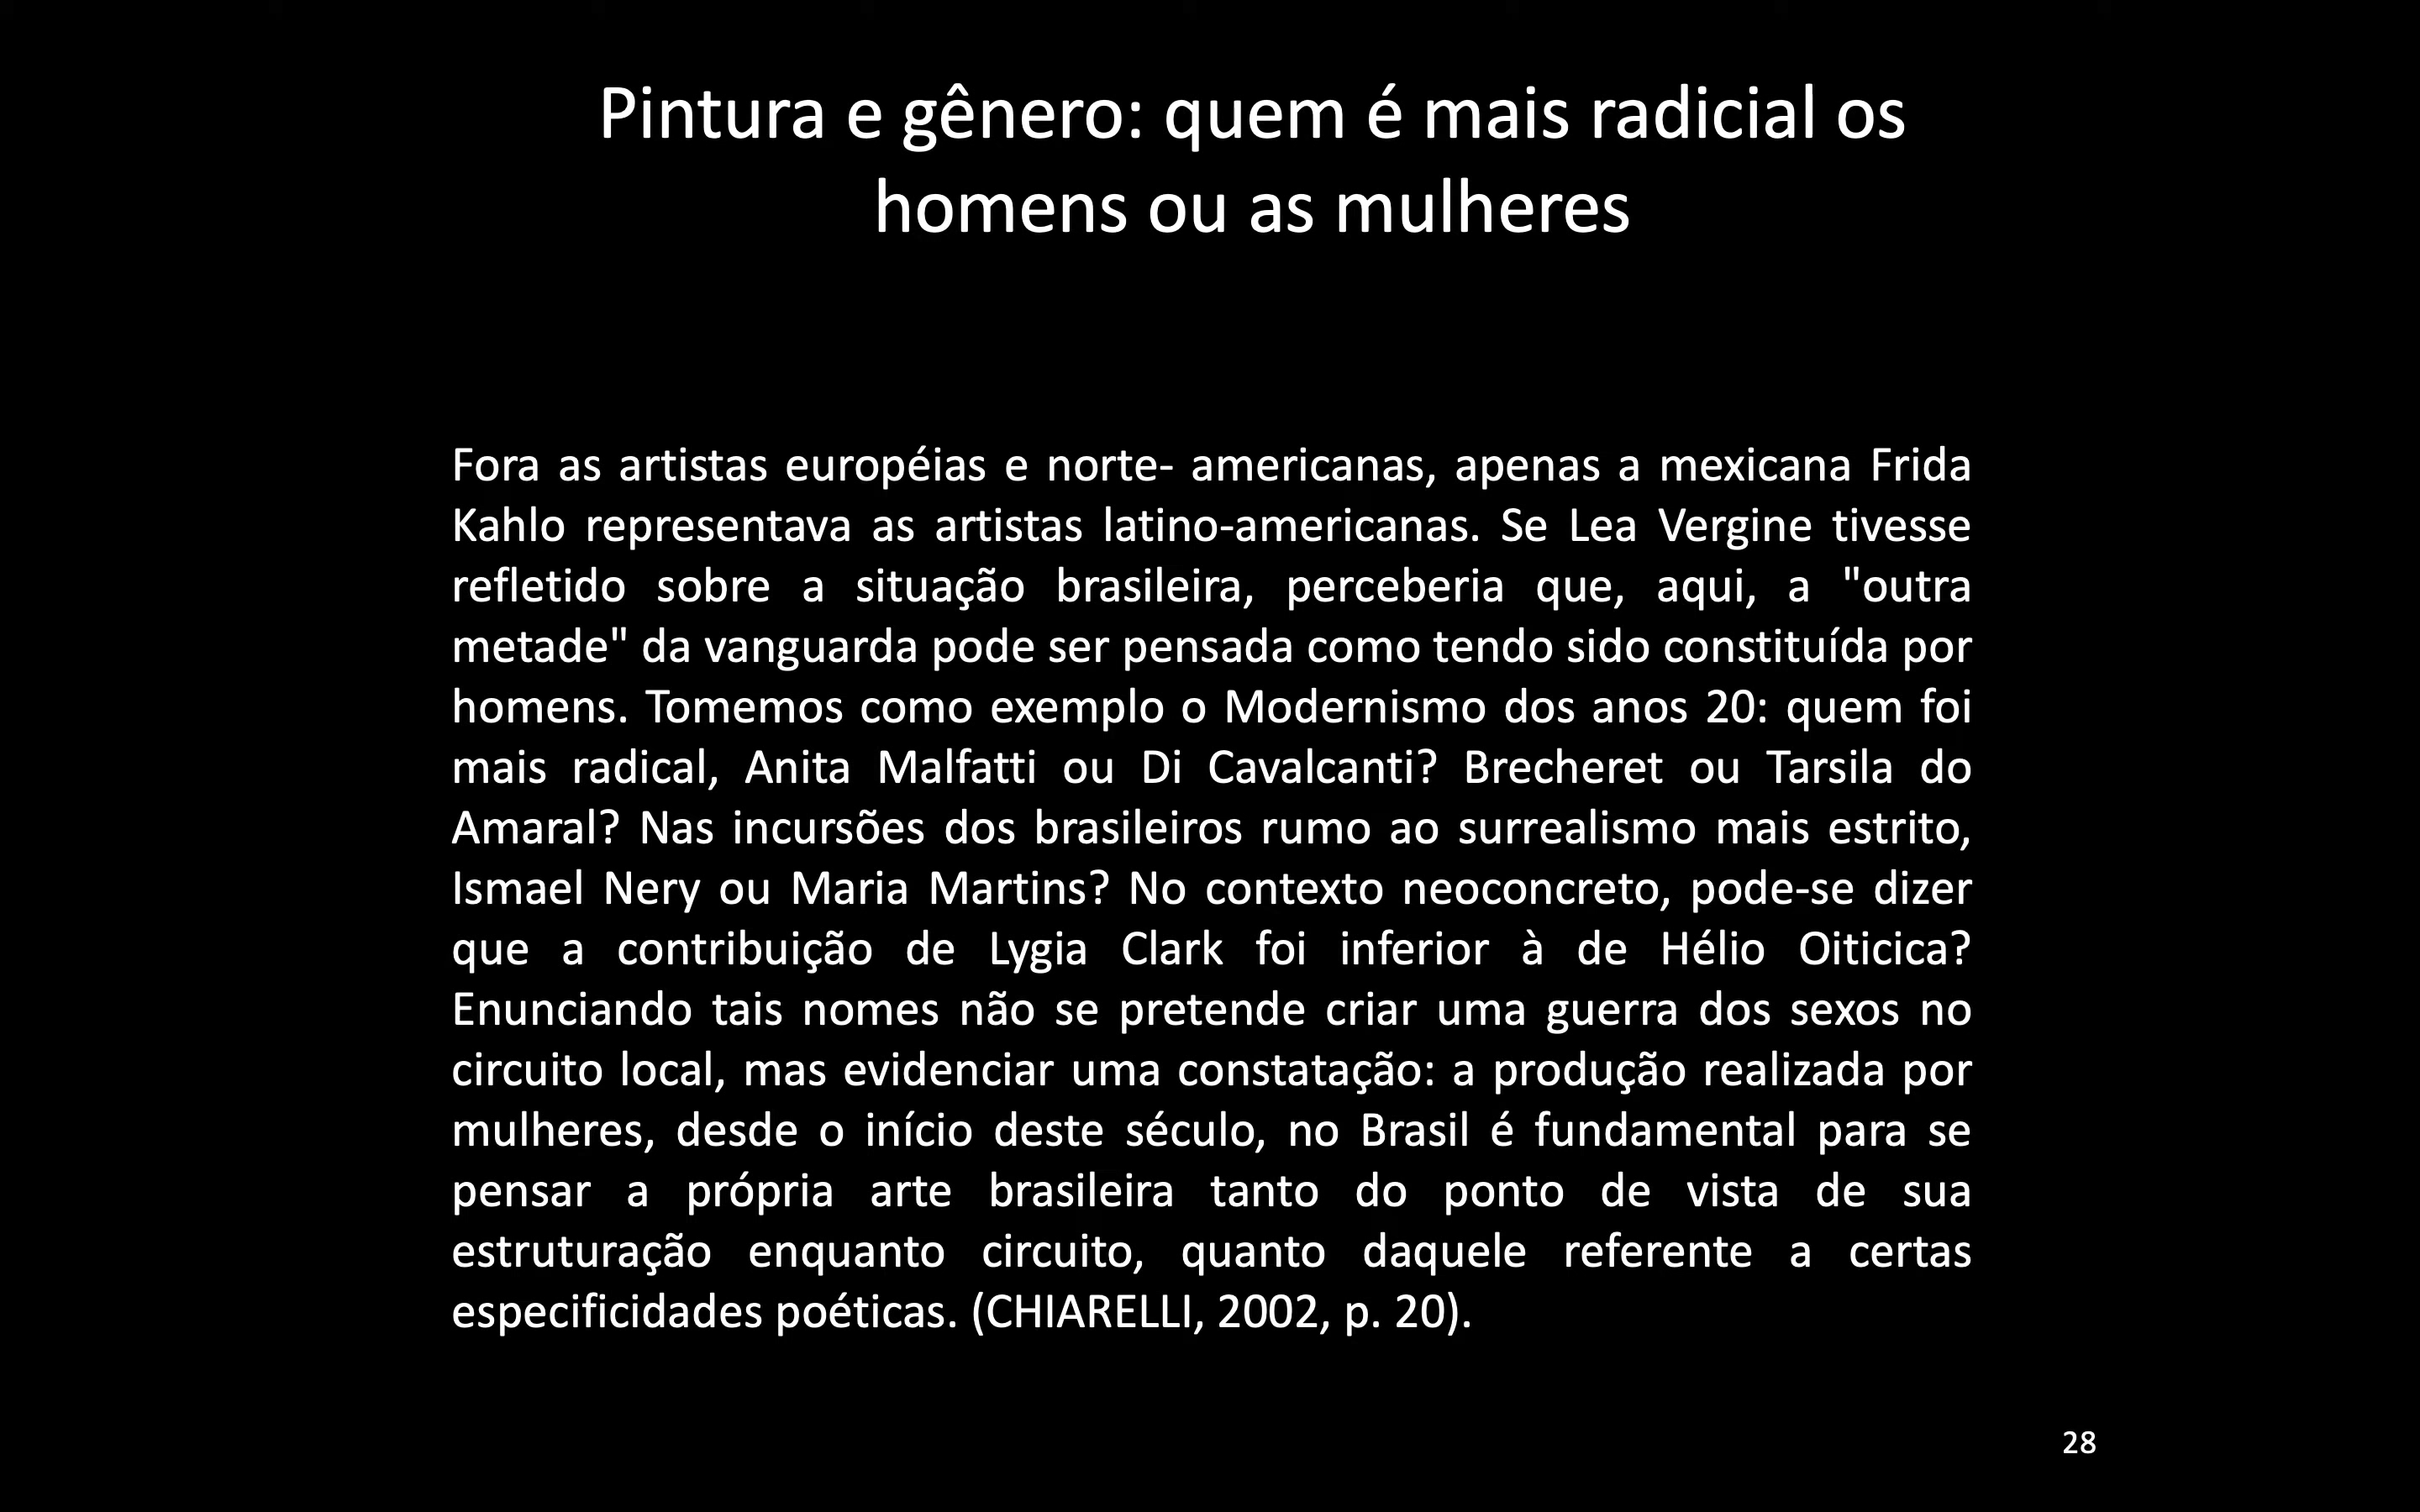 Pintura e gênero: quem é mais radicial os
homens ou as mulheres
Fora as artistas européias e norte- americanas, apenas a mexicana Frida
Kahlo representava as artistas latino-americanas. Se Lea Vergine tivesse
refletido sobre a situação brasileira, perceberia que, aqui, a "outra
metade" da vanguarda pode ser pensada como tendo sido constituída por
homens. Tomemos como exemplo o Modernismo dos anos 20: quem foi
mais radical, Anita Malfatti ou Di Cavalcanti? Brecheret ou Tarsila do
Amaral? Nas incursões dos brasileiros rumo ao surrealismo mais estrito,
Ismael Nery ou Maria Martins? No contexto neoconcreto, pode-se dizer
que a contribuição de Lygia Clark foi inferior à de Hélio Oiticica?
Enunciando tais nomes não se pretende criar uma guerra dos sexos no
circuito local, mas evidenciar uma constatação: a produção realizada por
mulheres, desde o início deste século, no Brasil é fundamental para se
pensar a própria arte brasileira tanto do ponto de vista de sua
estruturação enquanto circuito, quanto daquele referente a certas
especificidades poéticas. (CHIARELLI, 2002, p. 20).
28